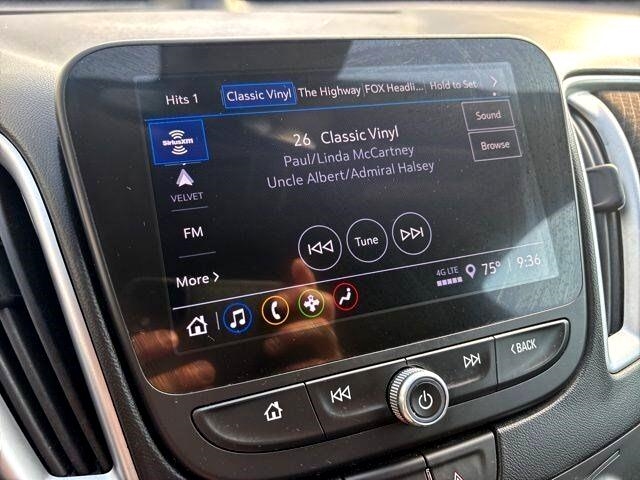 Hits 1
Classic Vinyl
The Highway
FOX Headli...
Hold to Set
SiriusXM
26 Classic Vinyl
Paul/Linda McCartney
Uncle Albert/Admiral Halsey
Sound
Browse
VELVET
FM
Tune
More
4G LTE
75°
9:36
BACK